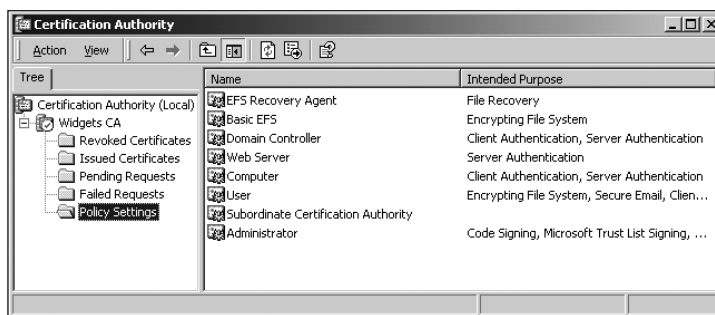 Certification Authority
Action View
Tree
Certification Authority (Local)
Widgets CA
Revoked Certificates
Issued Certificates
Pending Requests
Failed Requests
Policy Settings
Name Intended Purpose
EFS Recovery Agent File Recovery
Basic EFS Encrypting File System
Domain Controller Client Authentication, Server Authentication
Web Server Server Authentication
Computer Client Authentication, Server Authentication
User Encrypting File System, Secure Email, Clien...
Subordinate Certification Authority
Administrator Code Signing, Microsoft Trust List Signing, ...